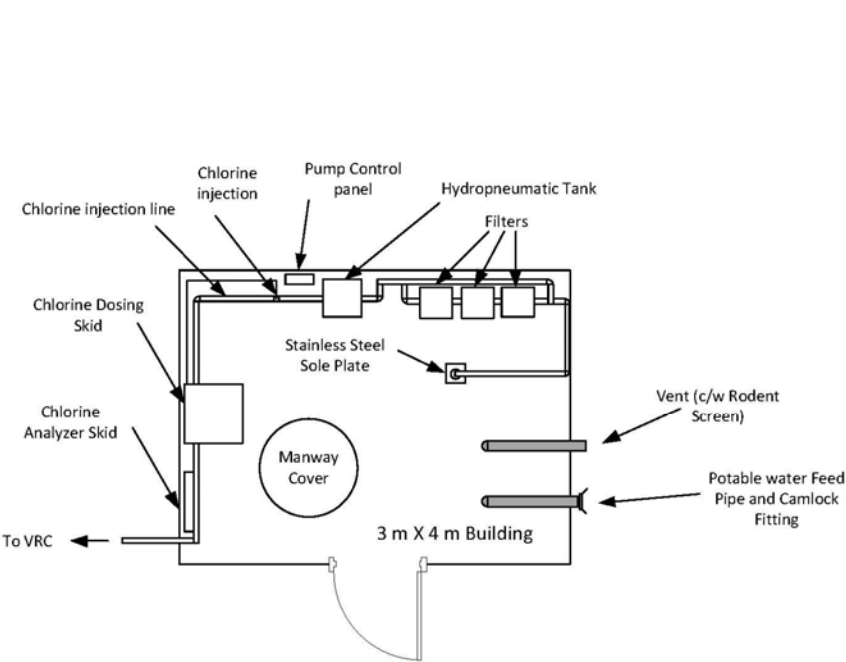 Chlorine
injection
Pump Control
panel
Hydropneumatic Tank
Chlorine injection line
Filters
Chlorine Dosing
Skid
Stainless Steel
Sole Plate
Vent (c/w Rodent
Screen)
Chlorine
Analyzer Skid
Manway
Cover
Potable water Feed
Pipe and Camlock
Fitting
3 m X 4 m Building
To VRC